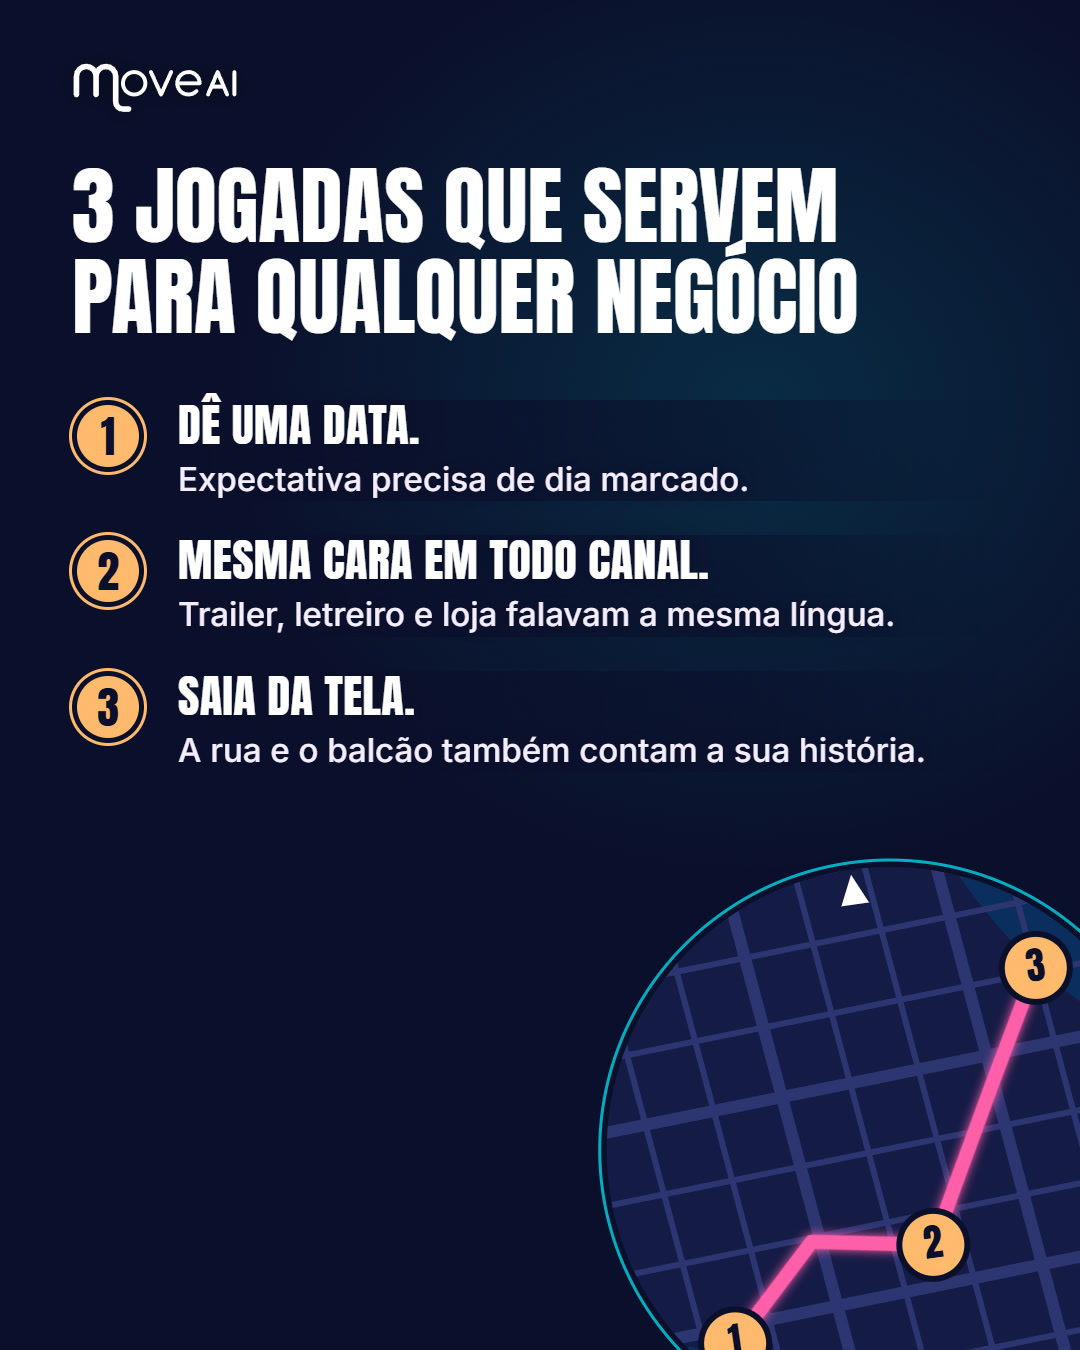 MoveAI
3 JOGADAS QUE SERVEM
PARA QUALQUER NEGÓCIO
1
DÊ UMA DATA.
Expectativa precisa de dia marcado.
2
MESMA CARA EM TODO CANAL.
Trailer, letreiro e loja falavam a mesma língua.
3
SAIA DA TELA.
A rua e o balcão também contam a sua história.
3
2
1